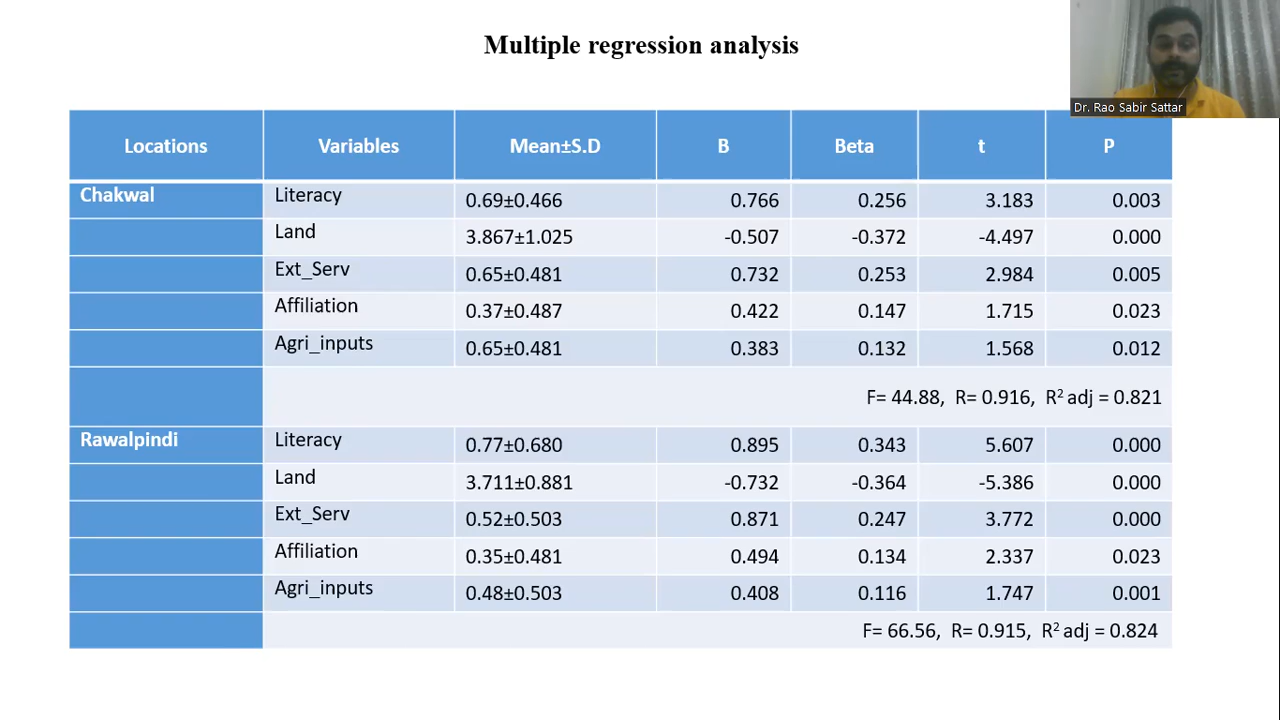 Multiple regression analysis
Dr. Rao Sabir Sattar
Locations Variables Mean±S.D B Beta t P
Chakwal Literacy 0.69±0.466 0.766 0.256 3.183 0.003
Land 3.867±1.025 -0.507 -0.372 -4.497 0.000
Ext_Serv 0.65±0.481 0.732 0.253 2.984 0.005
Affiliation 0.37±0.487 0.422 0.147 1.715 0.023
Agri_inputs 0.65±0.481 0.383 0.132 1.568 0.012
F= 44.88, R= 0.916, R² adj = 0.821
Rawalpindi Literacy 0.77±0.680 0.895 0.343 5.607 0.000
Land 3.711±0.881 -0.732 -0.364 -5.386 0.000
Ext_Serv 0.52±0.503 0.871 0.247 3.772 0.000
Affiliation 0.35±0.481 0.494 0.134 2.337 0.023
Agri_inputs 0.48±0.503 0.408 0.116 1.747 0.001
F= 66.56, R= 0.915, R² adj = 0.824